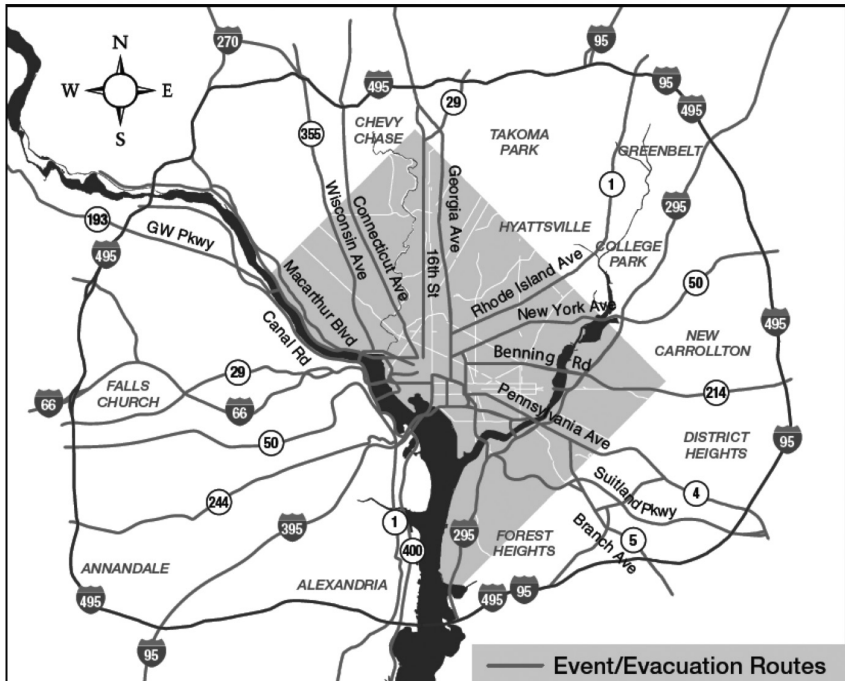 N
W E
S
270
95
495
95
495
29
355
CHEVY
CHASE
TAKOMA
PARK
GREENBELT
1
295
193
GW Pkwy
495
Wisconsin Ave
Connecticut Ave
16th St
Georgia Ave
HYATTSVILLE
COLLEGE
PARK
Rhode Island Ave
50
Macarthur Blvd
Canal Rd
New York Ave
495
NEW
CARROLLTON
Benning Rd
29
FALLS
CHURCH
66
66
214
Pennsylvania Ave
50
DISTRICT
HEIGHTS
95
244
Suitland Pkwy
4
395
1
295
FOREST
HEIGHTS
Branch Ave
5
400
ANNANDALE
ALEXANDRIA
495
495
95
95
Event/Evacuation Routes